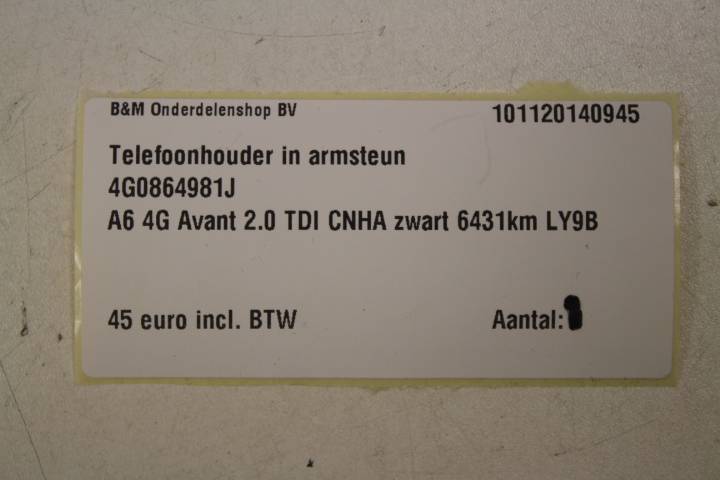 B&M Onderdelenshop BV 101120140945
Telefoonhouder in armsteun
4G0864981J
A6 4G Avant 2.0 TDI CNHA zwart 6431km LY9B
45 euro incl. BTW Aantal: